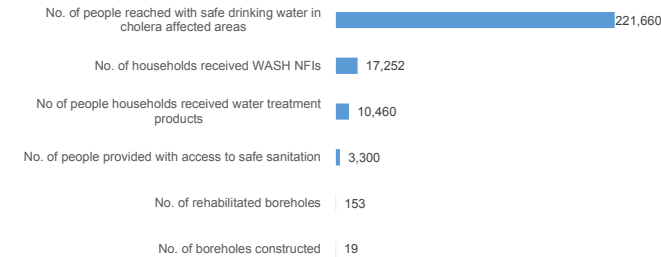 No. of people reached with safe drinking water in
cholera affected areas
221,660
No. of households received WASH NFIs
17,252
No of people households received water treatment
products
10,460
No. of people provided with access to safe sanitation
3,300
No. of rehabilitated boreholes
153
No. of boreholes constructed
19